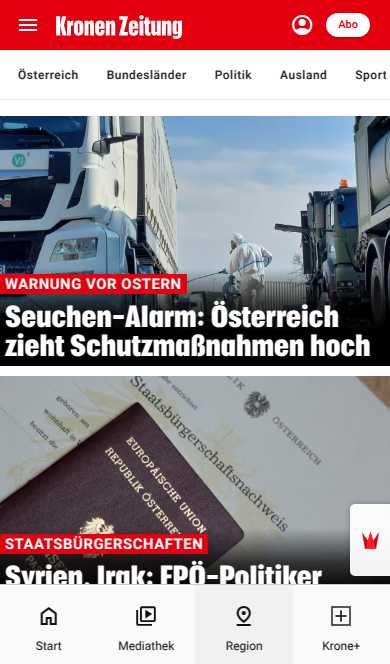 Kronen Zeitung
Abo
Österreich Bundesländer Politik Ausland Sport
WARNUNG VOR OSTERN
Seuchen-Alarm: Österreich
zieht Schutzmaßnahmen hoch
Staatsbürgerschaftsnachweis
ÖSTERREICH
EUROPÄISCHE UNION
REPUBLIK ÖSTERREICH
STAATSBÜRGERSCHAFTEN
Syrien, Irak: FPÖ-Politiker
Start Mediathek Region Krone+